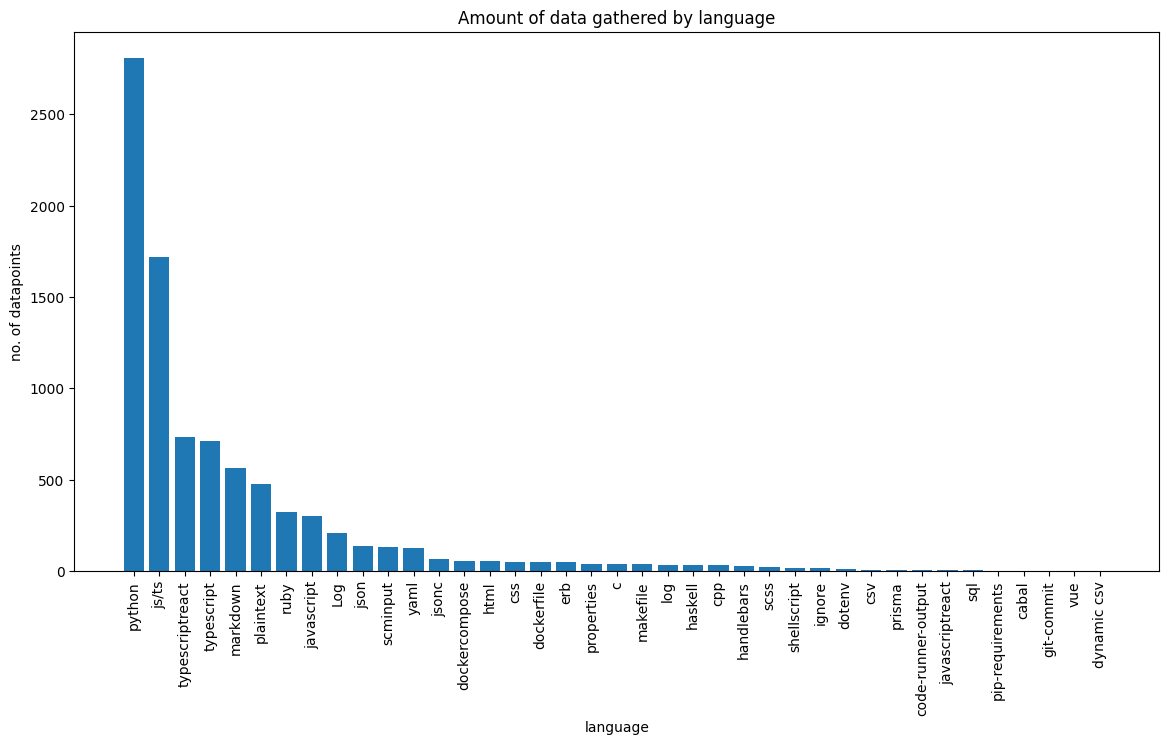 Amount of data gathered by language
no. of datapoints
2500
2000
1500
1000
500
0
python
js/ts
typescriptreact
typescript
markdown
plaintext
ruby
javascript
Log
json
scminput
yaml
jsonc
dockercompose
html
css
dockerfile
erb
properties
c
makefile
log
haskell
cpp
handlebars
scss
shellscript
ignore
dotenv
csv
prisma
code-runner-output
javascriptreact
sql
pip-requirements
cabal
git-commit
vue
dynamic csv
language